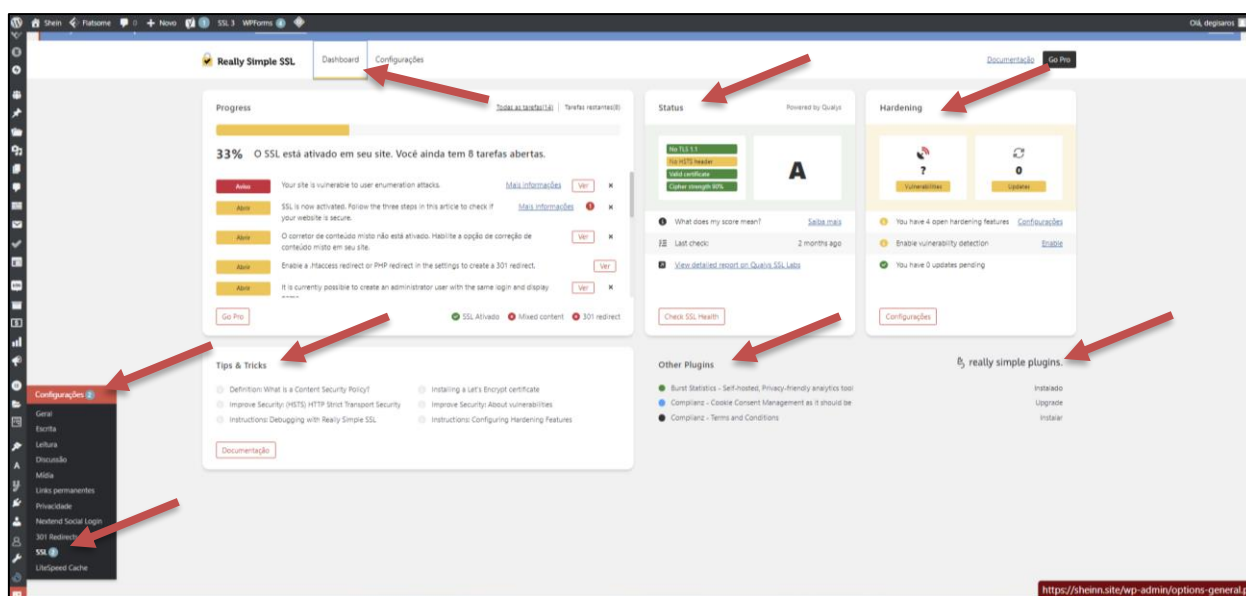 Shein Flatsome 0 Novo 1 SSL 3 WPForms 4
Olá, degisaros
Really Simple SSL Dashboard Configurações Documentação Go Pro
Progress Todas as tarefas(14) Tarefas restantes(8)
33% O SSL está ativado em seu site. Você ainda tem 8 tarefas abertas.
Aviso Your site is vulnerable to user enumeration attacks. Mais informações Ver ×
Abrir SSL is now activated. Follow the three steps in this article to check if Mais informações ×
your website is secure.
Abrir O corretor de conteúdo misto não está ativado. Habilite a opção de correção de Ver ×
conteúdo misto em seu site.
Abrir Enable a .htaccess redirect or PHP redirect in the settings to create a 301 redirect. Ver
Abrir It is currently possible to create an administrator user with the same login and display Ver ×
Go Pro SSL Ativado Mixed content 301 redirect
Status Powered by Qualys
No TLS 1.1
No HSTS header
Valid certificate
Cipher strength 90%
A
What does my score mean? Saiba mais
Last check: 2 months ago
View detailed report on Qualys SSL Labs
Check SSL Health
Hardening
? 0
Vulnerabilities Updates
You have 4 open hardening features Configurações
Enable vulnerability detection Enable
You have 0 updates pending
Configurações
Tips & Tricks
Definition: What is a Content Security Policy? Installing a Let's Encrypt certificate
Improve Security: (HSTS) HTTP Strict Transport Security Improve Security: About vulnerabilities
Instructions: Debugging with Really Simple SSL Instructions: Configuring Hardening Features
Documentação
Other Plugins really simple plugins.
Burst Statistics - Self-hosted, Privacy-friendly analytics tool Instalado
Complianz - Cookie Consent Management as it should be Upgrade
Complianz - Terms and Conditions Instalar
Configurações 2
Geral
Escrita
Leitura
Discussão
Mídia
Links permanentes
Privacidade
Nextend Social Login
301 Redirects
SSL
LiteSpeed Cache
https://sheinn.site/wp-admin/options-general.p